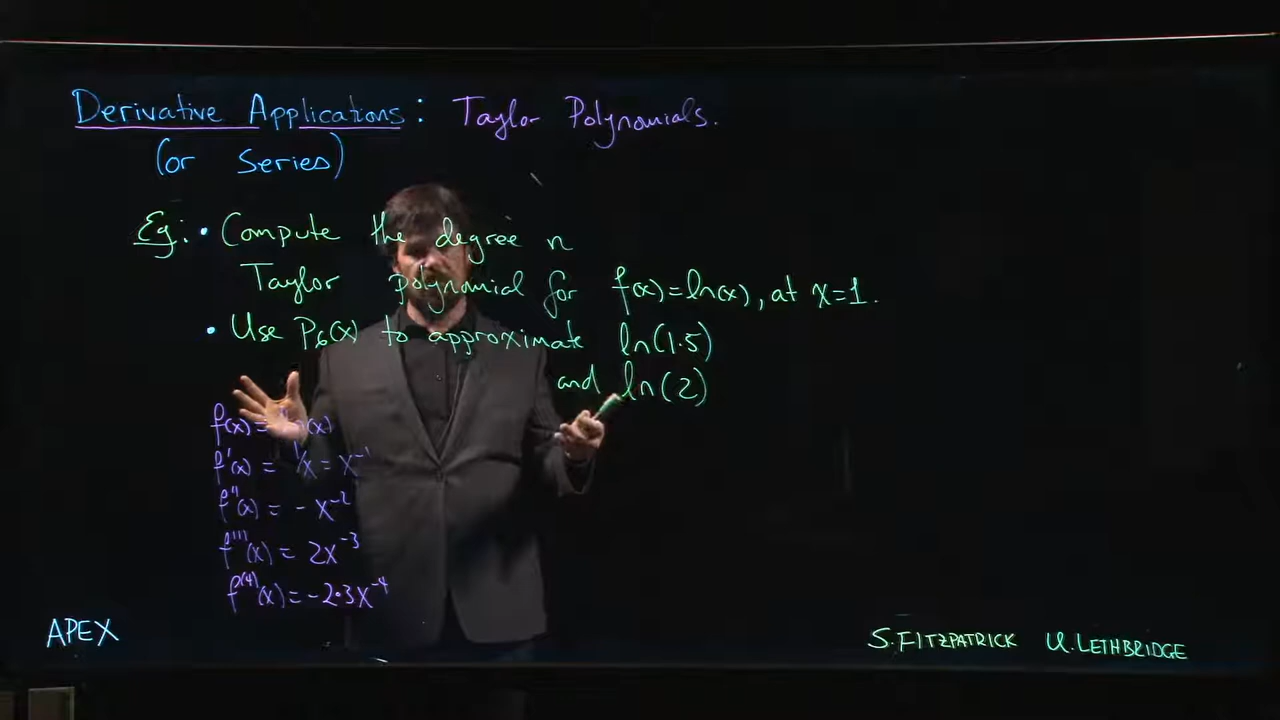 Derivative Applications: Taylor Polynomials.
(or Series)
Eg: • Compute the degree n
Taylor polynomial for f(x)=ln(x), at x=1.
• Use P₆(x) to approximate ln(1.5)
and ln(2)
f(x)= ln(x)
f'(x) = 1/x = x⁻¹
f''(x) = -x⁻²
f'''(x) = 2x⁻³
f⁽⁴⁾(x) = -2·3x⁻⁴
APEX
S. FITZPATRICK U. LETHBRIDGE